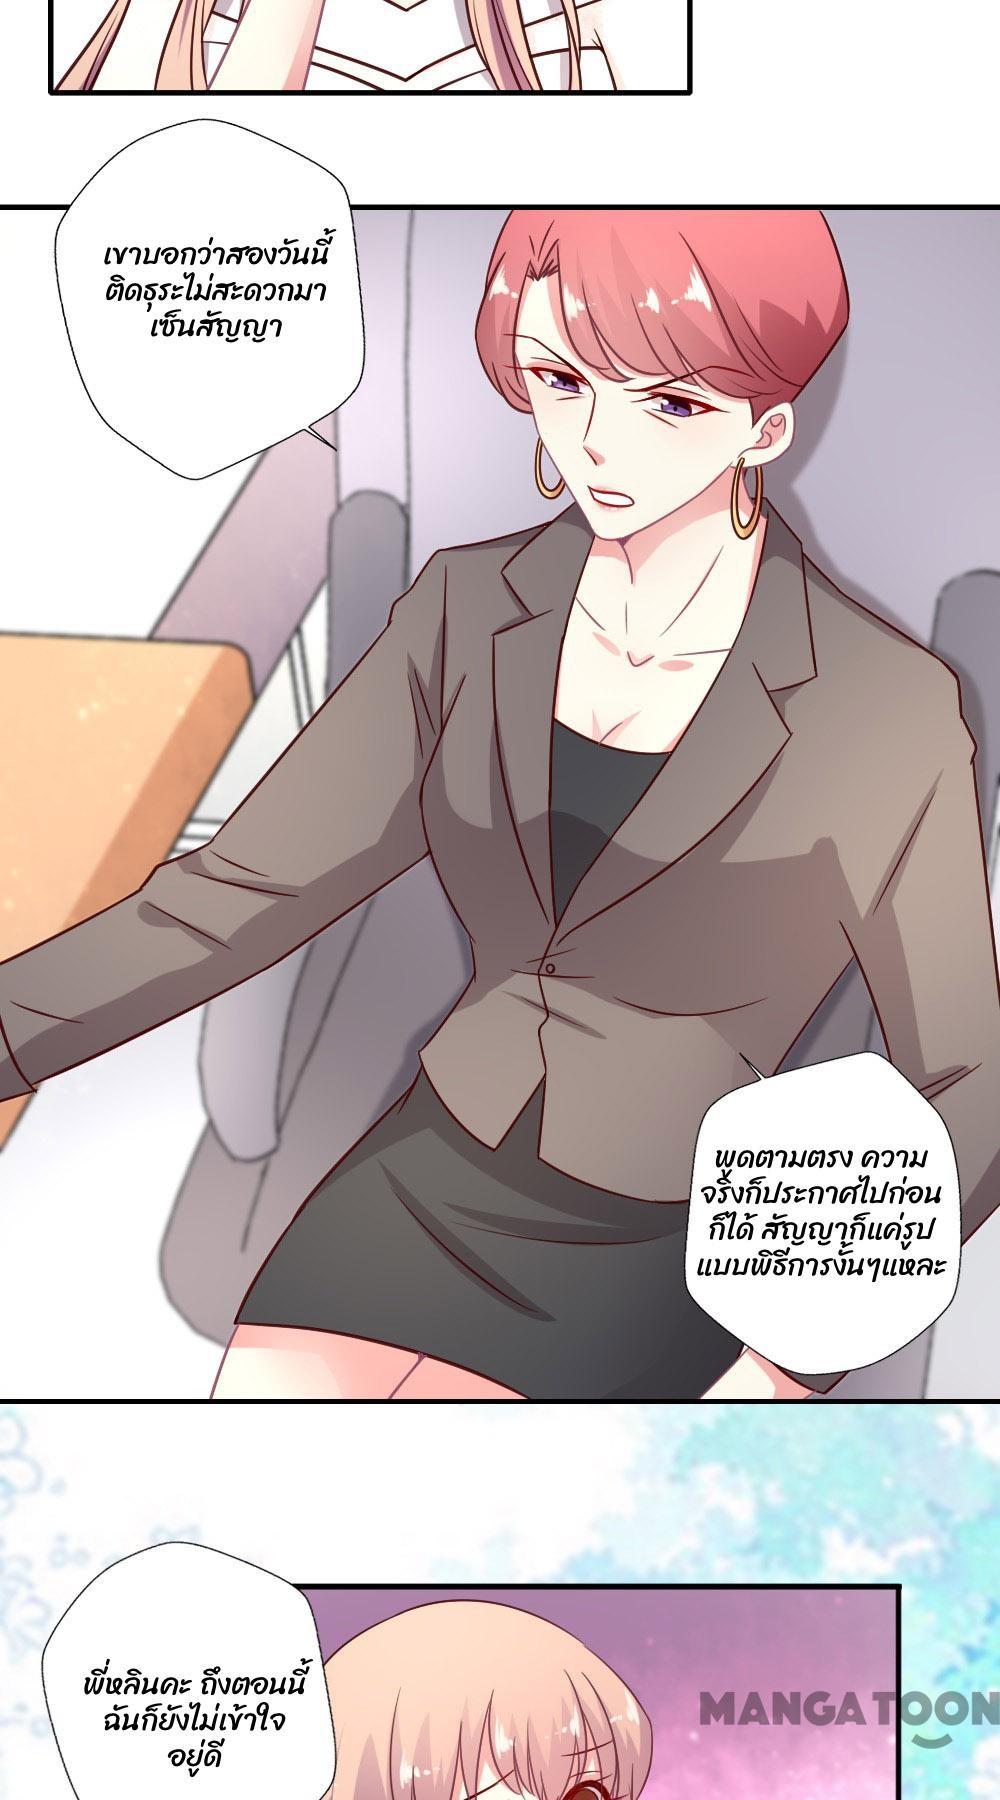 เขาบอกว่าสองวันนี้
ติดธุระไม่สะดวกมา
เซ็นสัญญา
พูดตามตรง ความ
จริงก็ประกาศไปก่อน
ก็ได้ สัญญาก็แค่รูป
แบบพิธีการงั้นๆแหละ
พี่หลินคะ ถึงตอนนี้
ฉันก็ยังไม่เข้าใจ
อยู่ดี
MANGATOON